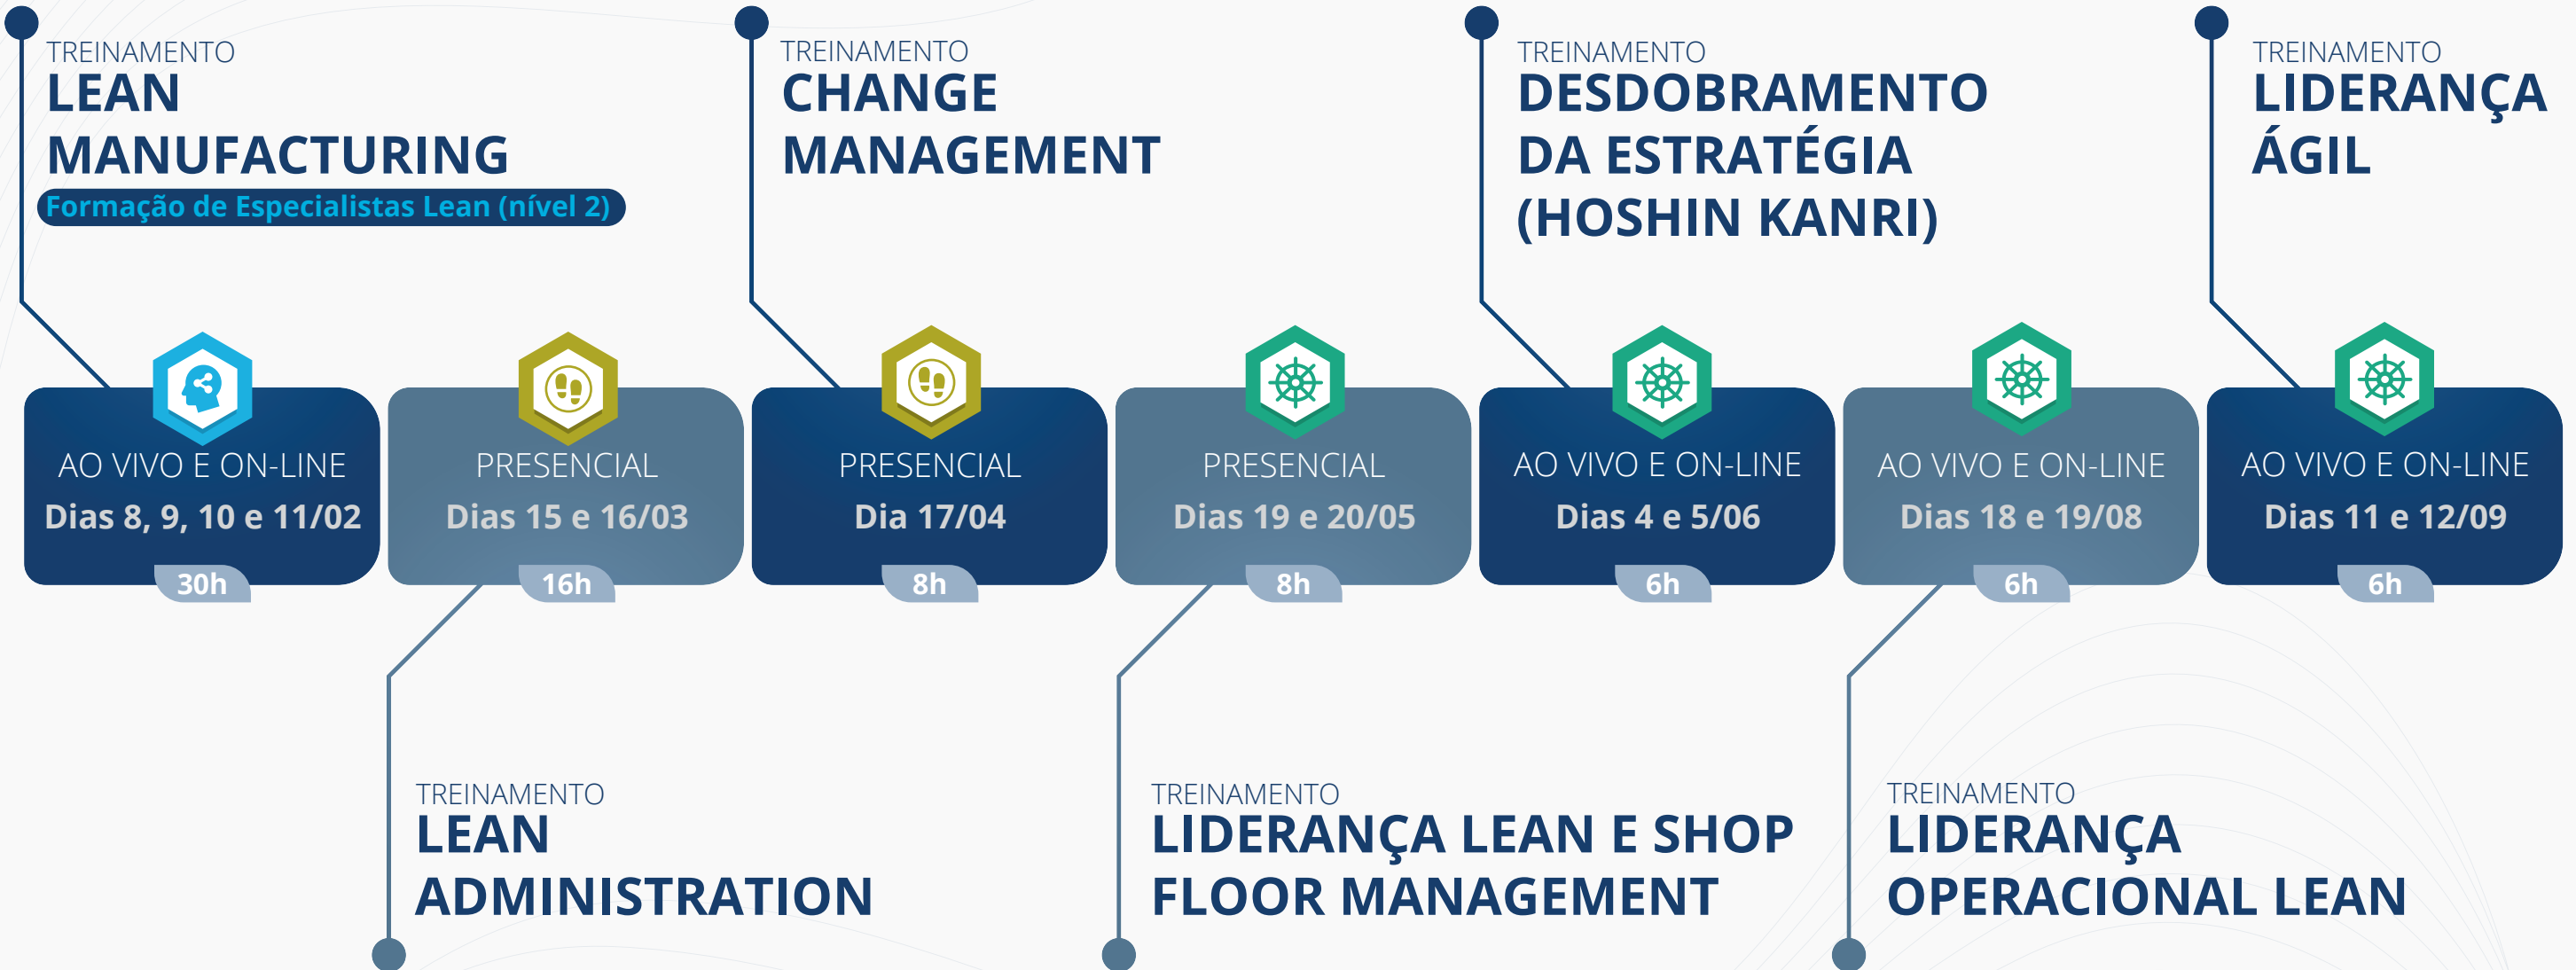 TREINAMENTO
LEAN
MANUFACTURING
Formação de Especialistas Lean (nível 2)
TREINAMENTO
CHANGE
MANAGEMENT
TREINAMENTO
DESDOBRAMENTO
DA ESTRATÉGIA
(HOSHIN KANRI)
TREINAMENTO
LIDERANÇA
ÁGIL
AO VIVO E ON-LINE
Dias 8, 9, 10 e 11/02
30h
PRESENCIAL
Dias 15 e 16/03
16h
PRESENCIAL
Dia 17/04
8h
PRESENCIAL
Dias 19 e 20/05
8h
AO VIVO E ON-LINE
Dias 4 e 5/06
6h
AO VIVO E ON-LINE
Dias 18 e 19/08
6h
AO VIVO E ON-LINE
Dias 11 e 12/09
6h
TREINAMENTO
LEAN
ADMINISTRATION
TREINAMENTO
LIDERANÇA LEAN E SHOP
FLOOR MANAGEMENT
TREINAMENTO
LIDERANÇA
OPERACIONAL LEAN